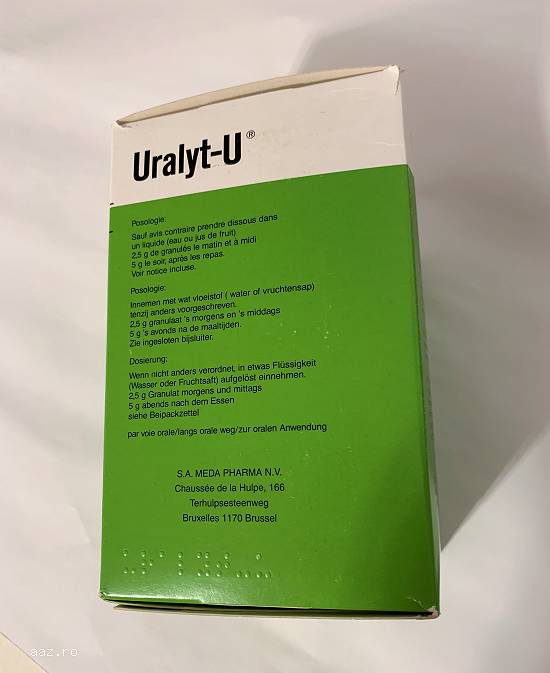 Uralyt-U®
Posologie:
Sauf avis contraire prendre dissous dans
un liquide (eau ou jus de fruit)
2,5 g de granulés le matin et à midi
5 g le soir, après les repas.
Voir notice incluse.
Posologie:
Innemen met wat vloeistof ( water of vruchtensap)
tenzij anders voorgeschreven.
2,5 g granulaat 's morgens en 's middags
5 g 's avonds na de maaltijden.
Zie ingesloten bijsluiter.
Dosierung:
Wenn nicht anders verordnet, in etwas Flüssigkeit
(Wasser oder Fruchtsaft) aufgelöst einnehmen.
2,5 g Granulat morgens und mittags
5 g abends nach dem Essen
siehe Beipackzettel
par voie orale/langs orale weg/zur oralen Anwendung
S.A. MEDA PHARMA N.V.
Chaussée de la Hulpe, 166
Terhulpsesteenweg
Bruxelles 1170 Brussel
aaz.ro